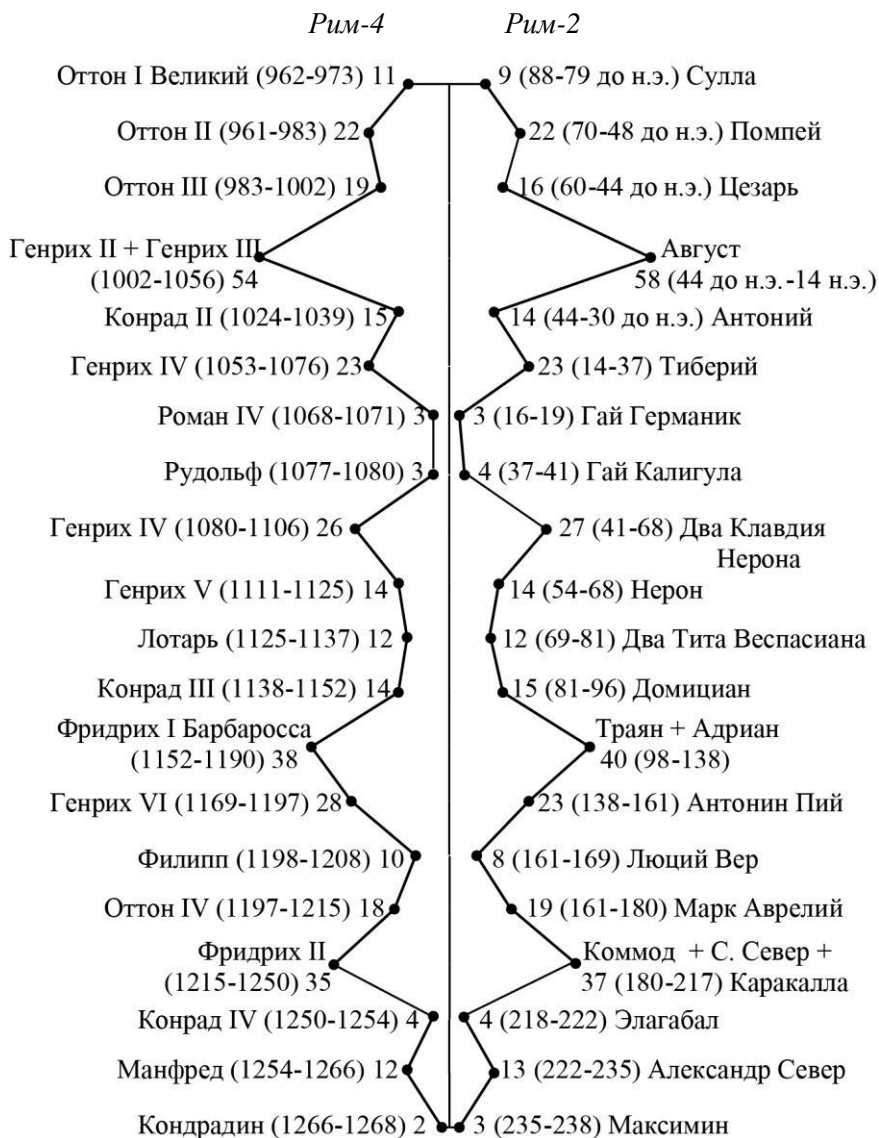 Рим-4 Рим-2
Оттон I Великий (962-973) 11 9 (88-79 до н.э.) Сулла
Оттон II (961-983) 22 22 (70-48 до н.э.) Помпей
Оттон III (983-1002) 19 16 (60-44 до н.э.) Цезарь
Генрих II + Генрих III Август
(1002-1056) 54 58 (44 до н.э.-14 н.э.)
Конрад II (1024-1039) 15 14 (44-30 до н.э.) Антоний
Генрих IV (1053-1076) 23 23 (14-37) Тиберий
Роман IV (1068-1071) 3 3 (16-19) Гай Германик
Рудольф (1077-1080) 3 4 (37-41) Гай Калигула
Генрих IV (1080-1106) 26 27 (41-68) Два Клавдия
Нерона
Генрих V (1111-1125) 14 14 (54-68) Нерон
Лотарь (1125-1137) 12 12 (69-81) Два Тита Веспасиана
Конрад III (1138-1152) 14 15 (81-96) Домициан
Фридрих I Барбаросса Траян + Адриан
(1152-1190) 38 40 (98-138)
Генрих VI (1169-1197) 28 23 (138-161) Антонин Пий
Филипп (1198-1208) 10 8 (161-169) Люций Вер
Оттон IV (1197-1215) 18 19 (161-180) Марк Аврелий
Фридрих II Коммод + С. Север +
(1215-1250) 35 37 (180-217) Каракалла
Конрад IV (1250-1254) 4 4 (218-222) Элагабал
Манфред (1254-1266) 12 13 (222-235) Александр Север
Кондрадин (1266-1268) 2 3 (235-238) Максимин